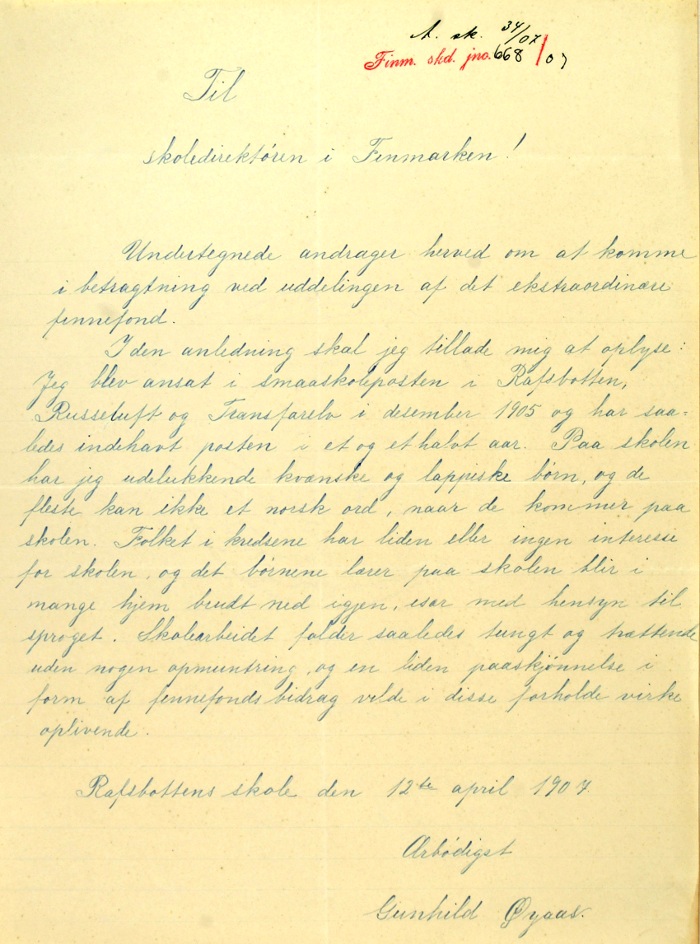 A. sk. 34/07
Finm. skd. jno. 668/07
Til
skoledirektören i Finmarken!
Undertegnede andrager herved om at komme
i betragtning ved uddelingen af det ekstraordinære
finnefond.
I den anledning skal jeg tillade mig at oplyse:
Jeg blev ansat i smaaskoleposten i Rafsbotten,
Russeluft og Transfarelv i desember 1905 og har saa-
ledes indehavt posten i et og et halvt aar. Paa skolen
har jeg udelukkende kvænske og lappiske børn, og de
fleste kan ikke et norsk ord, naar de kommer paa
skolen. Folket i kredsene har liden eller ingen interesse
for skolen, og det børnene lærer paa skolen blir i
mange hjem brudt ned igjen, især med hensyn til
sproget. Skolearbeidet falder saaledes tungt og trættende
uden nogen opmuntring, og en liden paaskjønnelse i
form af finnefondsbidrag vilde i disse forholde virke
oplivende.
Rafsbottens skole den 12te april 1907.
Ærbödigst
Gunhild Øyaas.